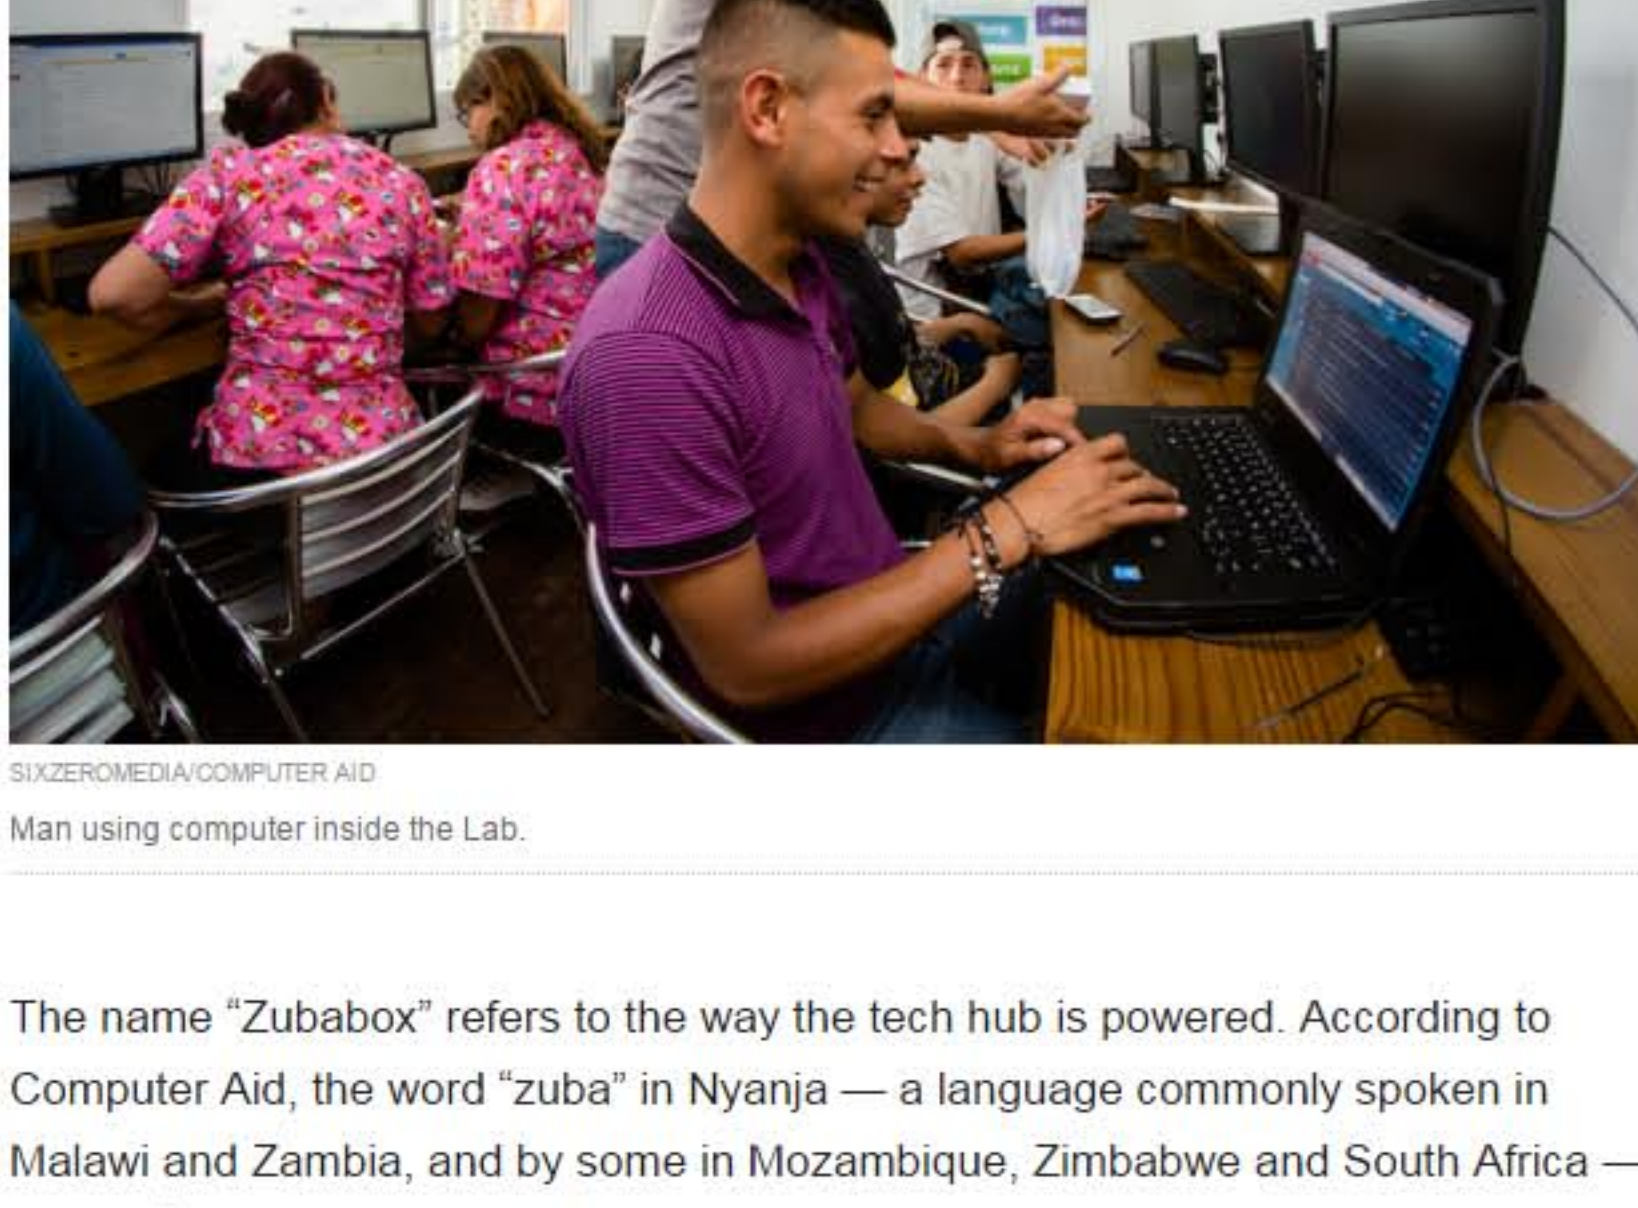 SIXZEROMEDIA/COMPUTER AID
Man using computer inside the Lab.
The name “Zubabox” refers to the way the tech hub is powered. According to
Computer Aid, the word “zuba” in Nyanja — a language commonly spoken in
Malawi and Zambia, and by some in Mozambique, Zimbabwe and South Africa —